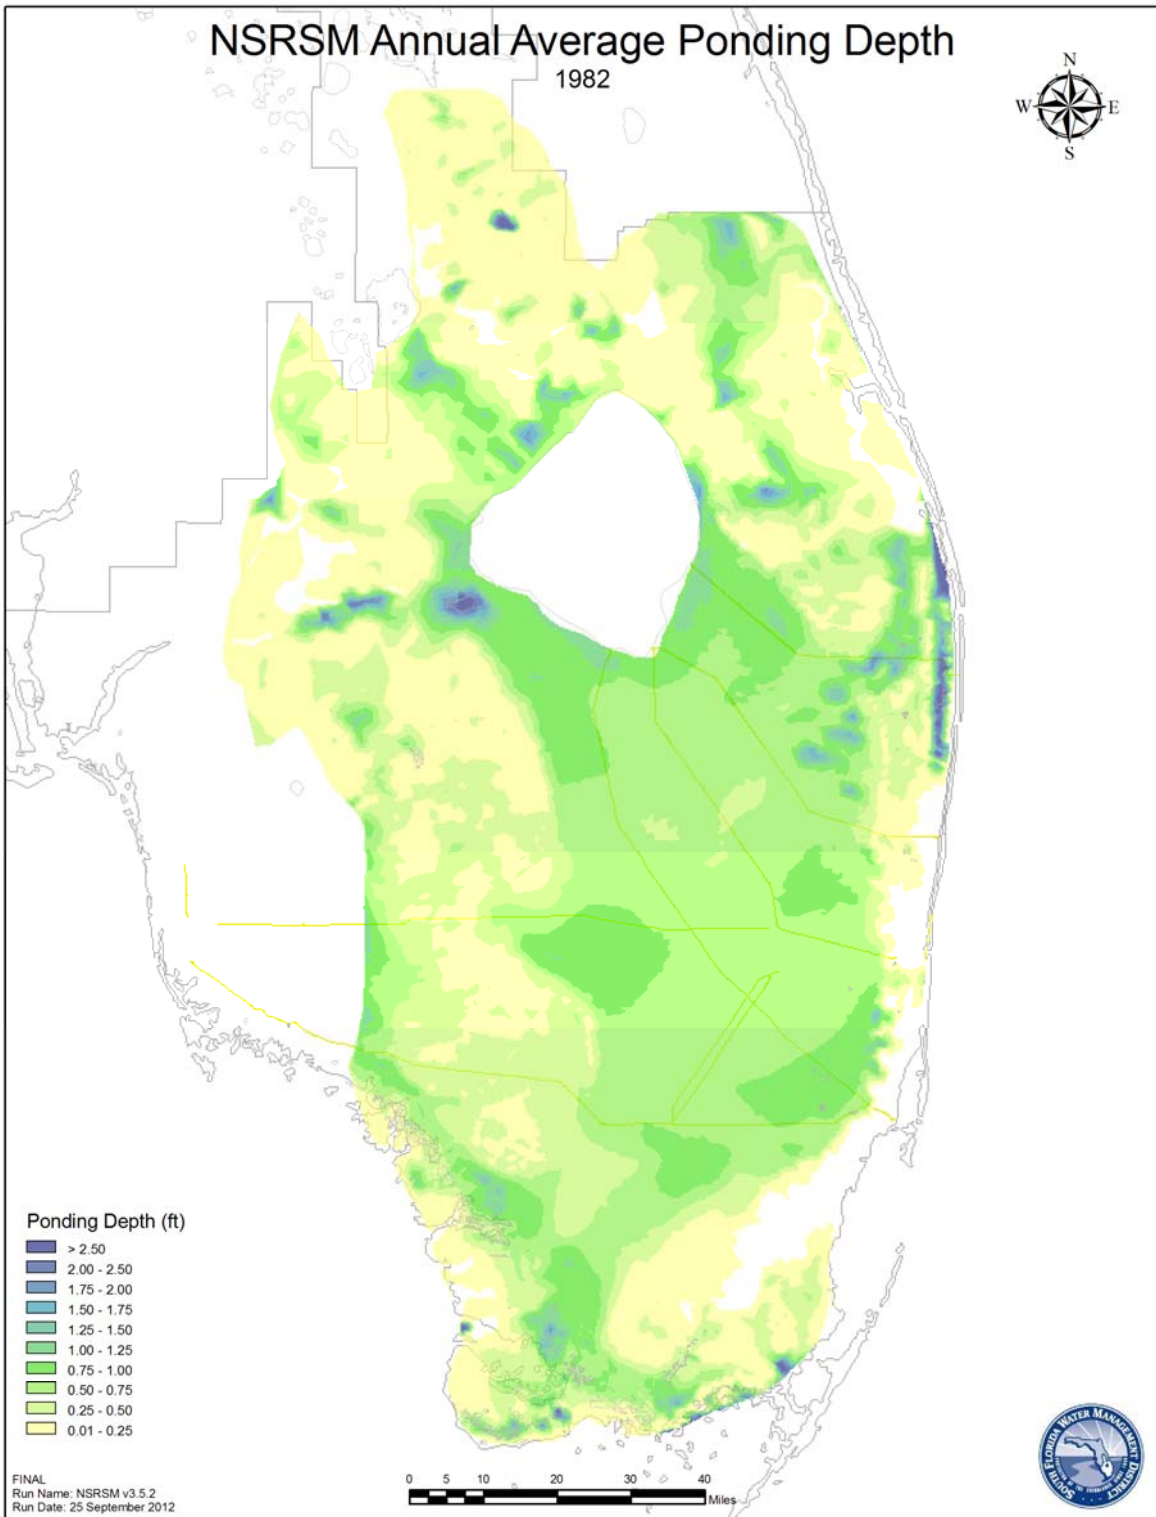 NSRSM Annual Average Ponding Depth
1982
N
W E
S
Ponding Depth (ft)
> 2.50
2.00 - 2.50
1.75 - 2.00
1.50 - 1.75
1.25 - 1.50
1.00 - 1.25
0.75 - 1.00
0.50 - 0.75
0.25 - 0.50
0.01 - 0.25
FINAL
Run Name: NSRSM v3.5.2
Run Date: 25 September 2012
0 5 10 20 30 40
Miles
SOUTH FLORIDA WATER MANAGEMENT DISTRICT